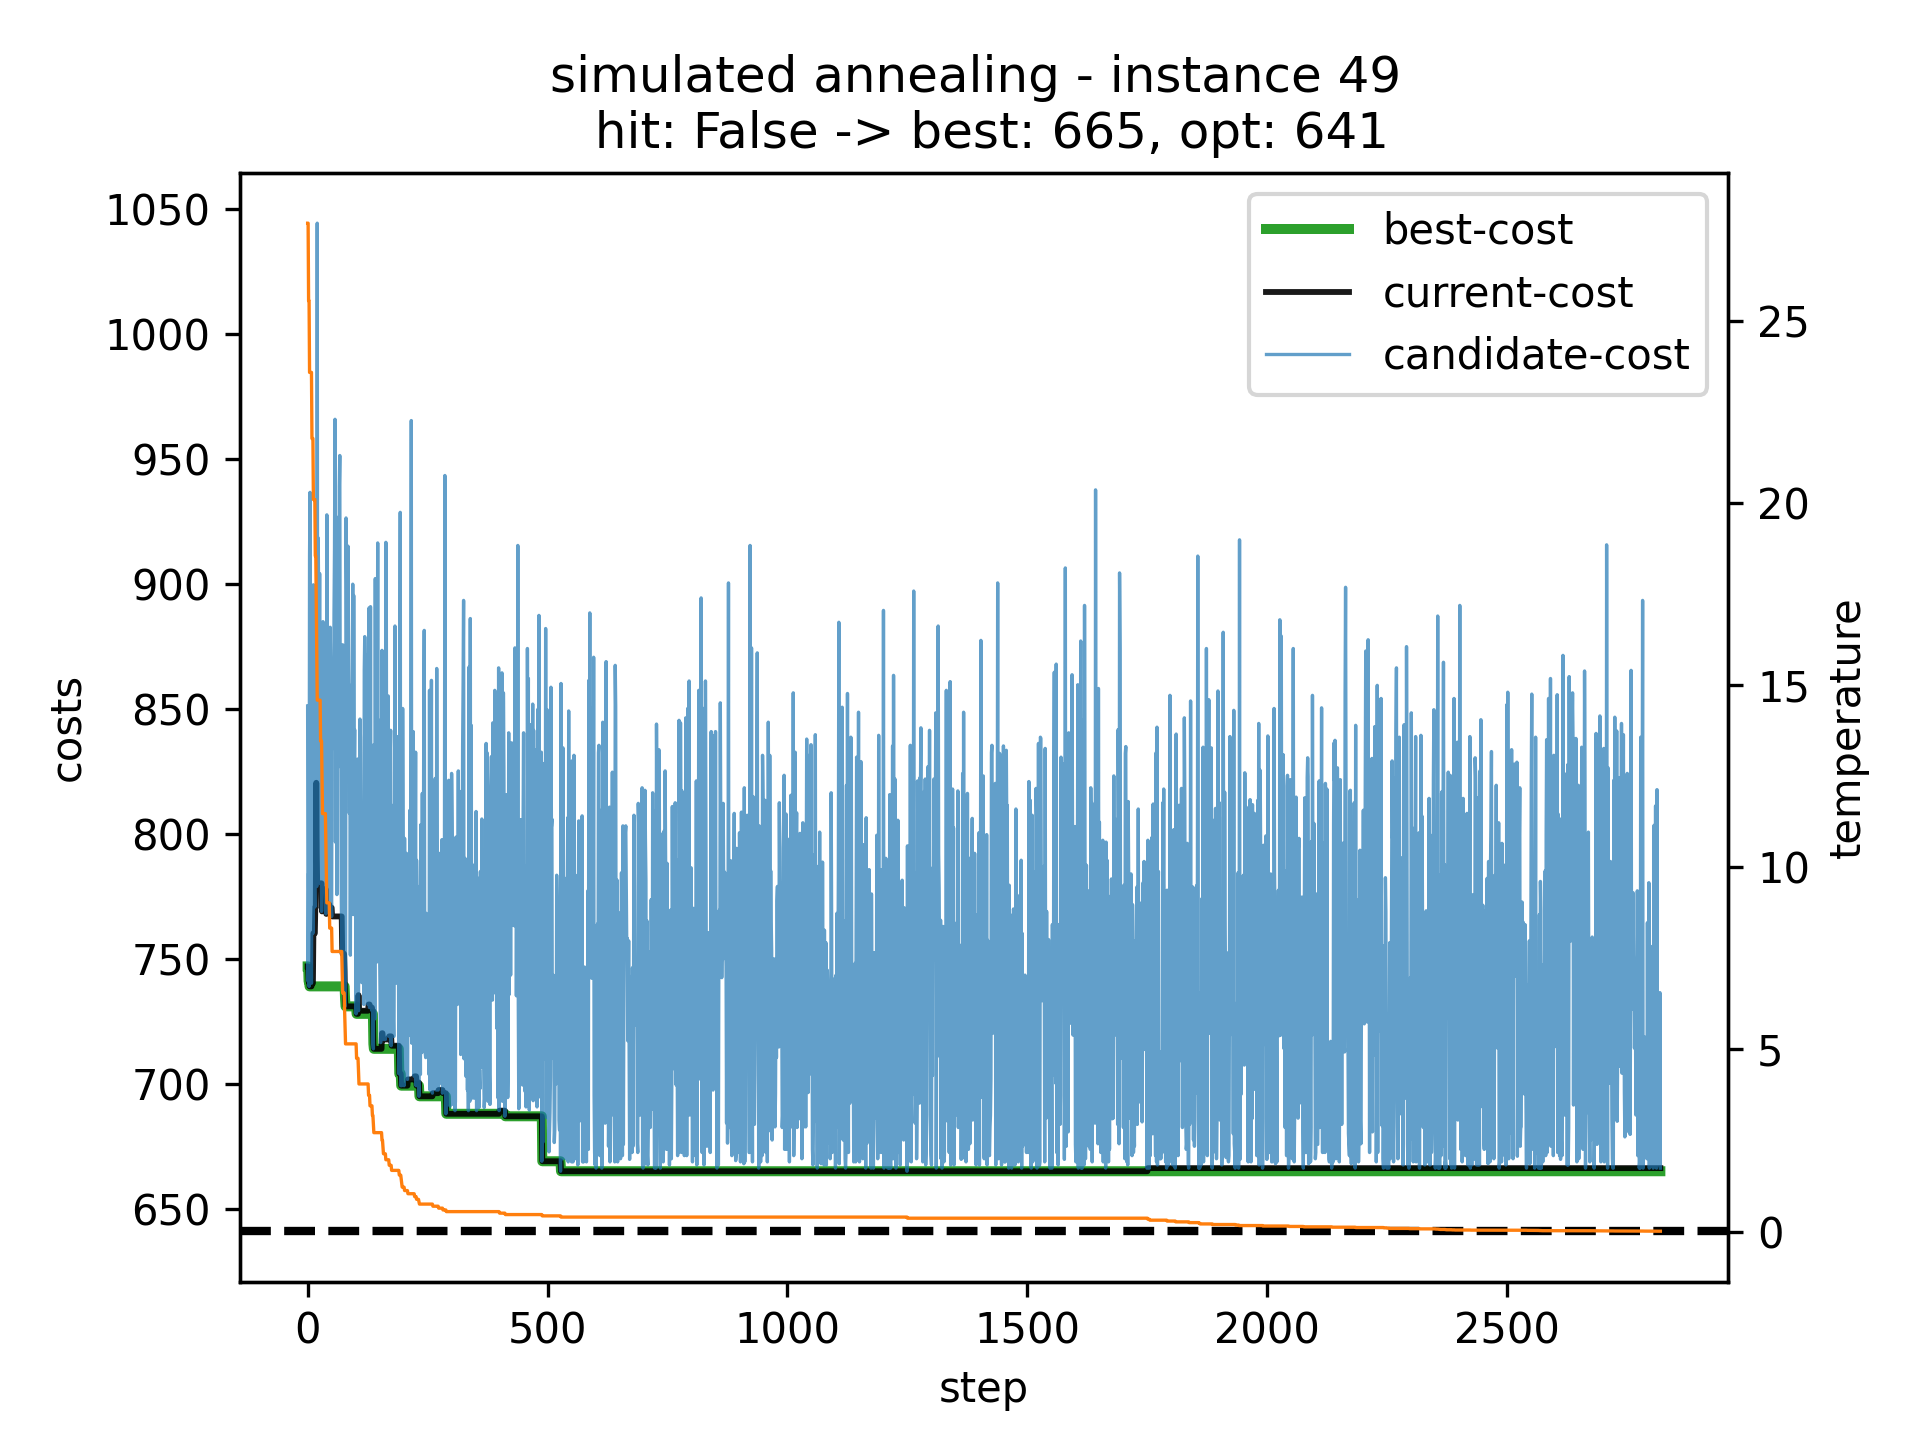 simulated annealing - instance 49
hit: False -> best: 665, opt: 641
best-cost
current-cost
candidate-cost
costs
1050
1000
950
900
850
800
750
700
650
temperature
25
20
15
10
5
0
0
500
1000
1500
2000
2500
step